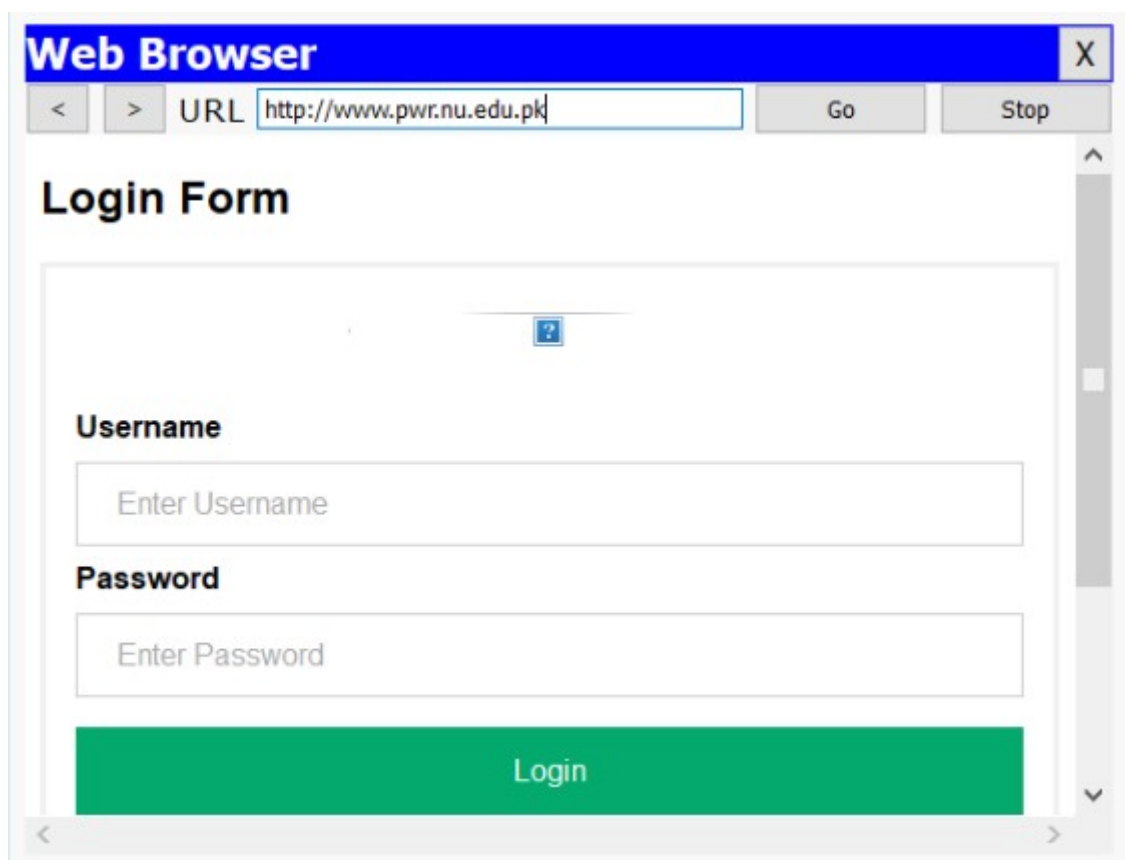 Web Browser X
< > URL http://www.pwr.nu.edu.pk Go Stop
Login Form
?
Username
Enter Username
Password
Enter Password
Login